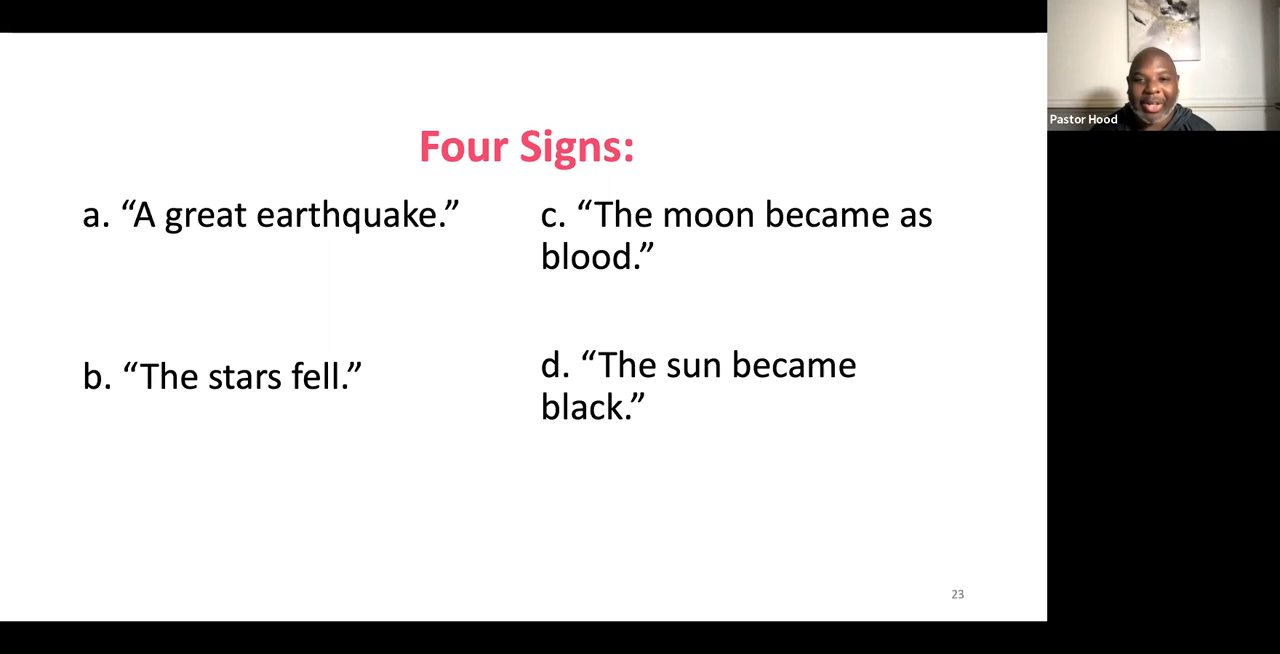 Four Signs:
a. “A great earthquake.”
b. “The stars fell.”
c. “The moon became as
blood.”
d. “The sun became
black.”
23
Pastor Hood